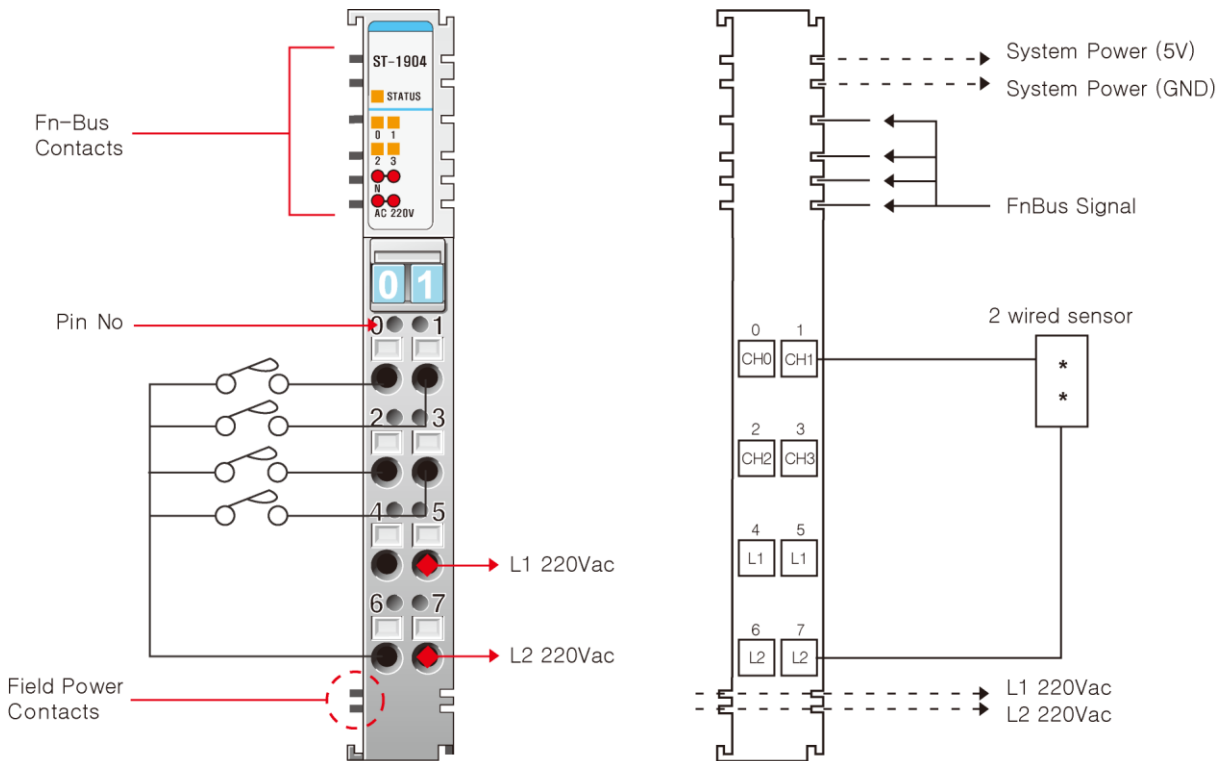 ST-1904
STATUS
0 1
2 3
N
AC 220V
Fn-Bus
Contacts
01
Pin No
0 1
2 3
4 5
6 7
L1 220Vac
L2 220Vac
Field Power
Contacts
System Power (5V)
System Power (GND)
FnBus Signal
2 wired sensor
*
*
0 1
CH0 CH1
2 3
CH2 CH3
4 5
L1 L1
6 7
L2 L2
L1 220Vac
L2 220Vac